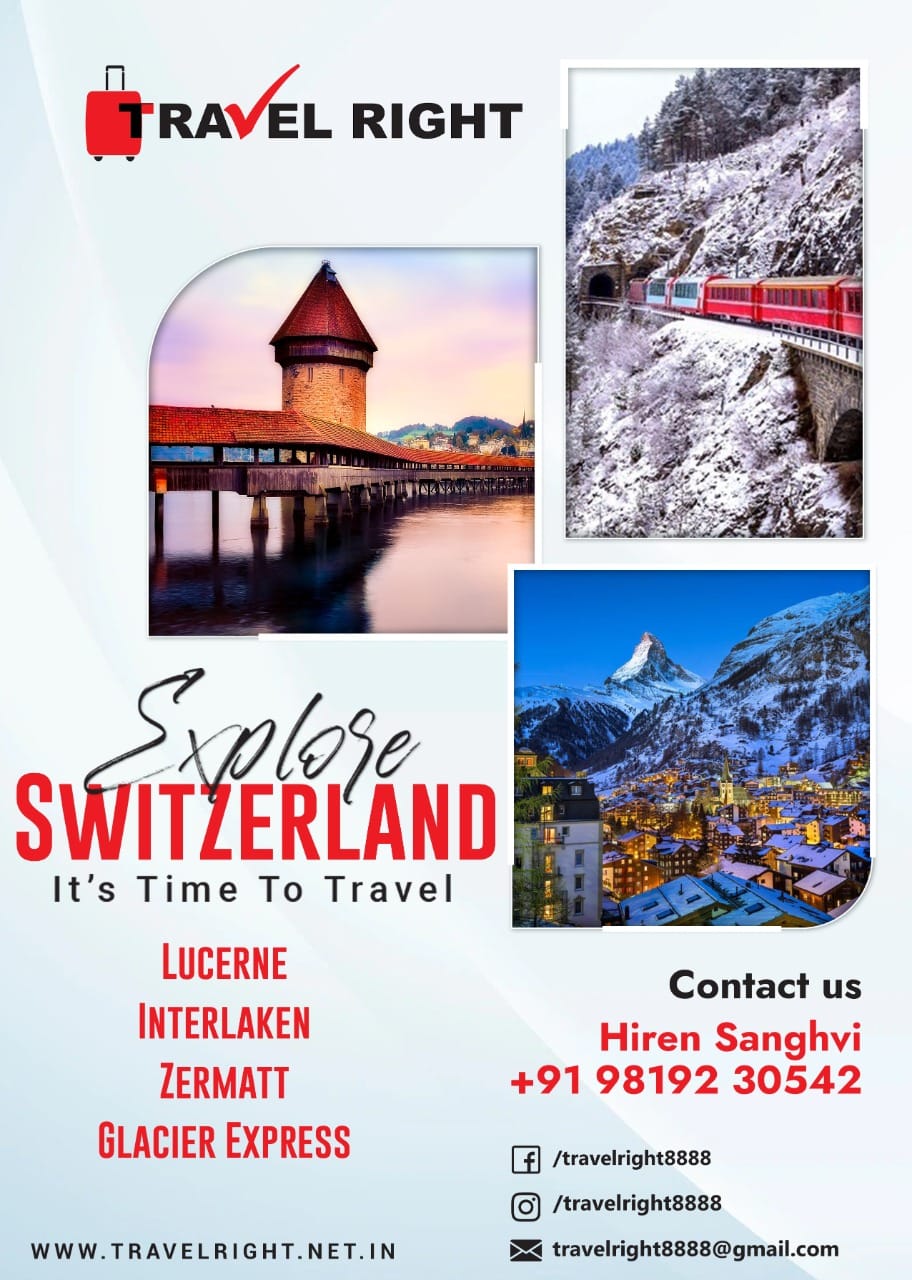 TRAVEL RIGHT
Explore
SWITZERLAND
It's Time To Travel
LUCERNE
INTERLAKEN
ZERMATT
GLACIER EXPRESS
WWW.TRAVELRIGHT.NET.IN
Contact us
Hiren Sanghvi
+91 98192 30542
/travelright8888
/travelright8888
travelright8888@gmail.com